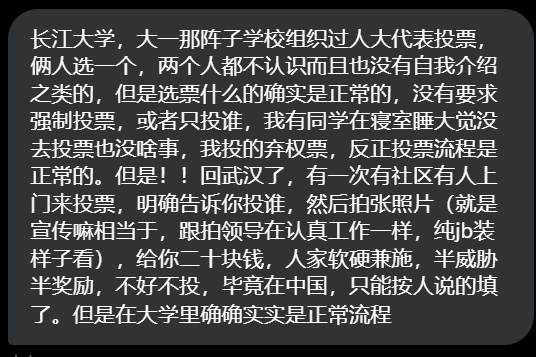 长江大学，大一那阵子学校组织过人大代表投票，
俩人选一个，两个人都不认识而且也没有自我介绍
之类的，但是选票什么的确实是正常的，没有要求
强制投票，或者只投谁，我有同学在寝室睡大觉没
去投票也没啥事，我投的弃权票，反正投票流程是
正常的。但是！！回武汉了，有一次有社区有人上
门来投票，明确告诉你投谁，然后拍张照片（就是
宣传嘛相当于，跟拍领导在认真工作一样，纯jb装
样子看），给你二十块钱，人家软硬兼施，半威胁
半奖励，不好不投，毕竟在中国，只能按人说的填
了。但是在大学里确确实实是正常流程